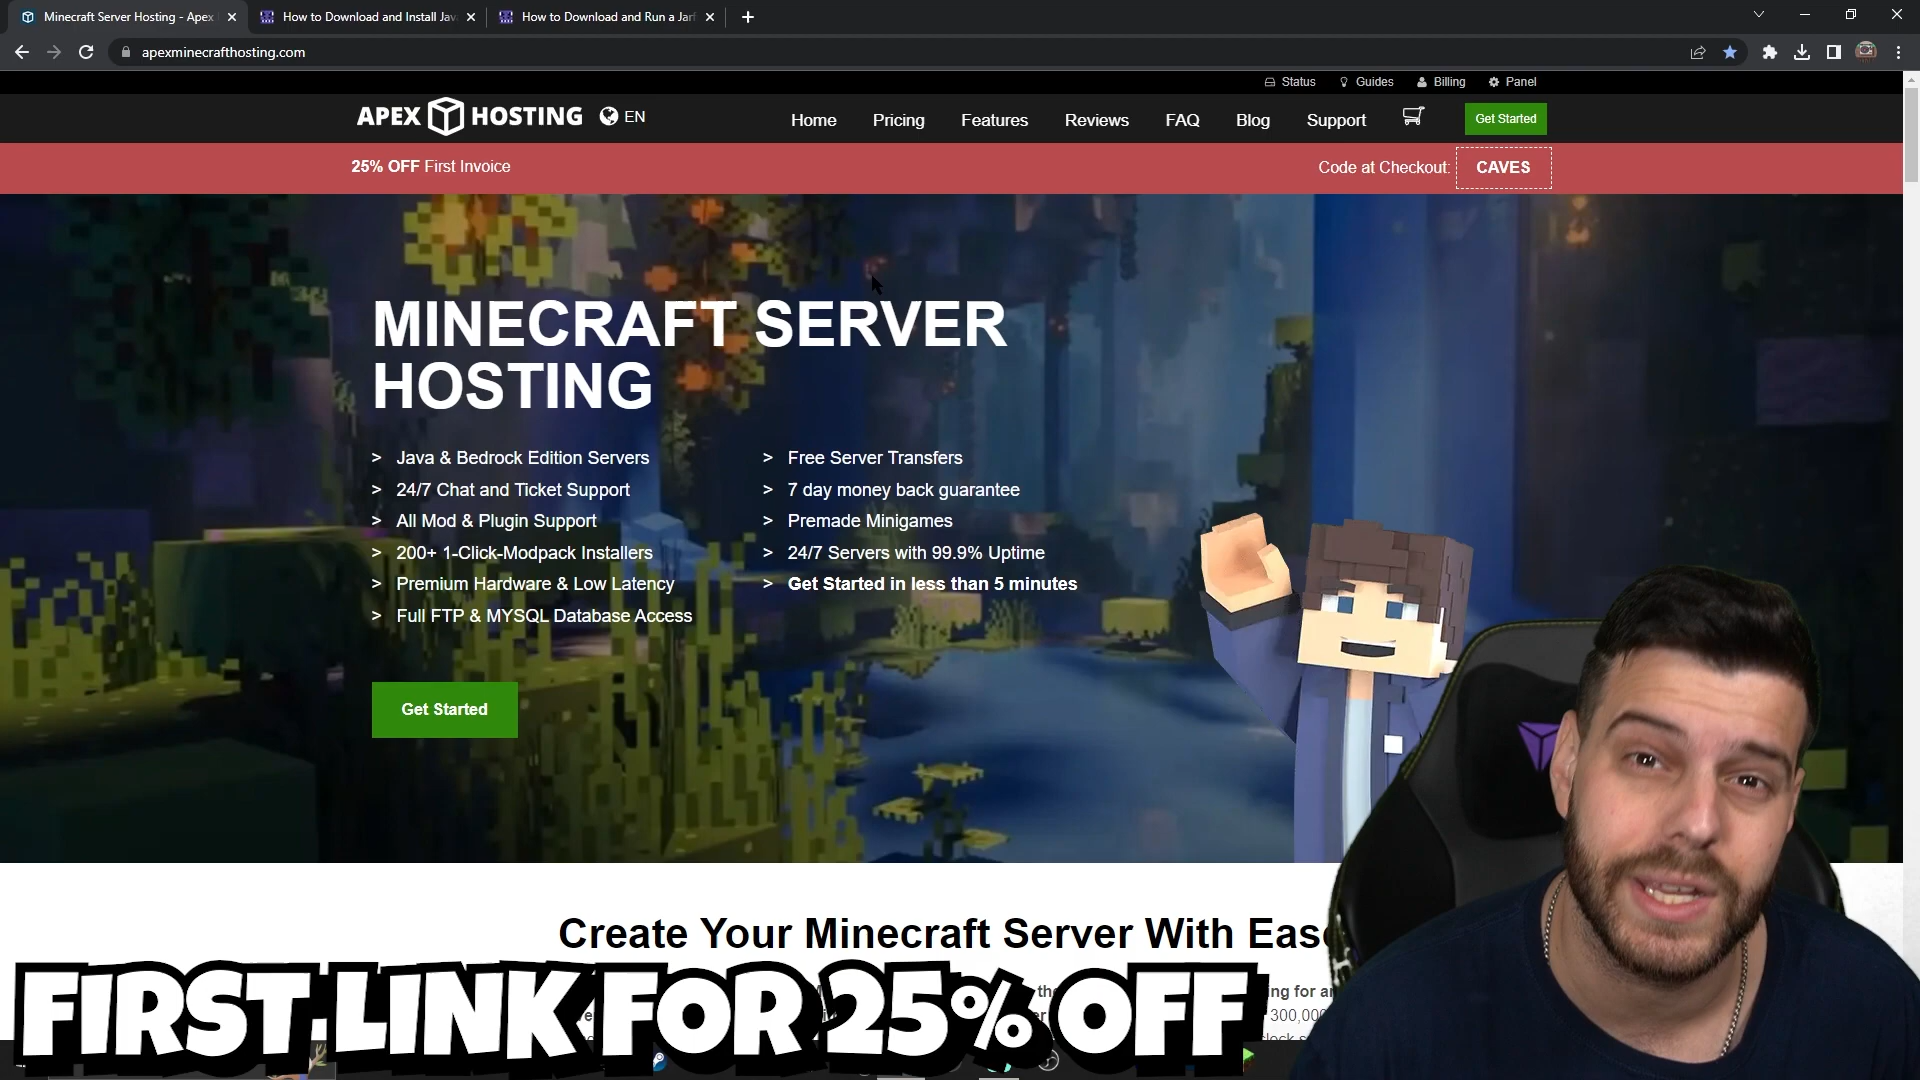 Minecraft Server Hosting - Apex
How to Download and Install Jav
How to Download and Run a Jarf
apexminecrafthosting.com
Status
Guides
Billing
Panel
APEX HOSTING
EN
Home
Pricing
Features
Reviews
FAQ
Blog
Support
Get Started
25% OFF First Invoice
Code at Checkout: CAVES
MINECRAFT SERVER
HOSTING
> Java & Bedrock Edition Servers
> 24/7 Chat and Ticket Support
> All Mod & Plugin Support
> 200+ 1-Click-Modpack Installers
> Premium Hardware & Low Latency
> Full FTP & MYSQL Database Access
> Free Server Transfers
> 7 day money back guarantee
> Premade Minigames
> 24/7 Servers with 99.9% Uptime
> Get Started in less than 5 minutes
Get Started
Create Your Minecraft Server With Ease
FIRST LINK FOR 25% OFF
300,000